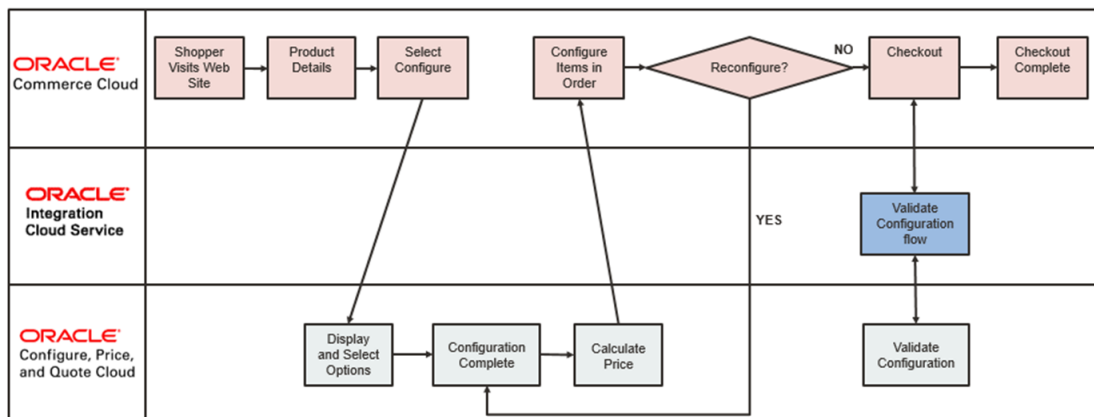 ORACLE®
Commerce Cloud
Shopper
Visits Web
Site
Product
Details
Select
Configure
Configure
Items in
Order
Reconfigure?
NO
Checkout
Checkout
Complete
ORACLE®
Integration
Cloud Service
YES
Validate
Configuration
flow
ORACLE®
Configure, Price,
and Quote Cloud
Display
and Select
Options
Configuration
Complete
Calculate
Price
Validate
Configuration